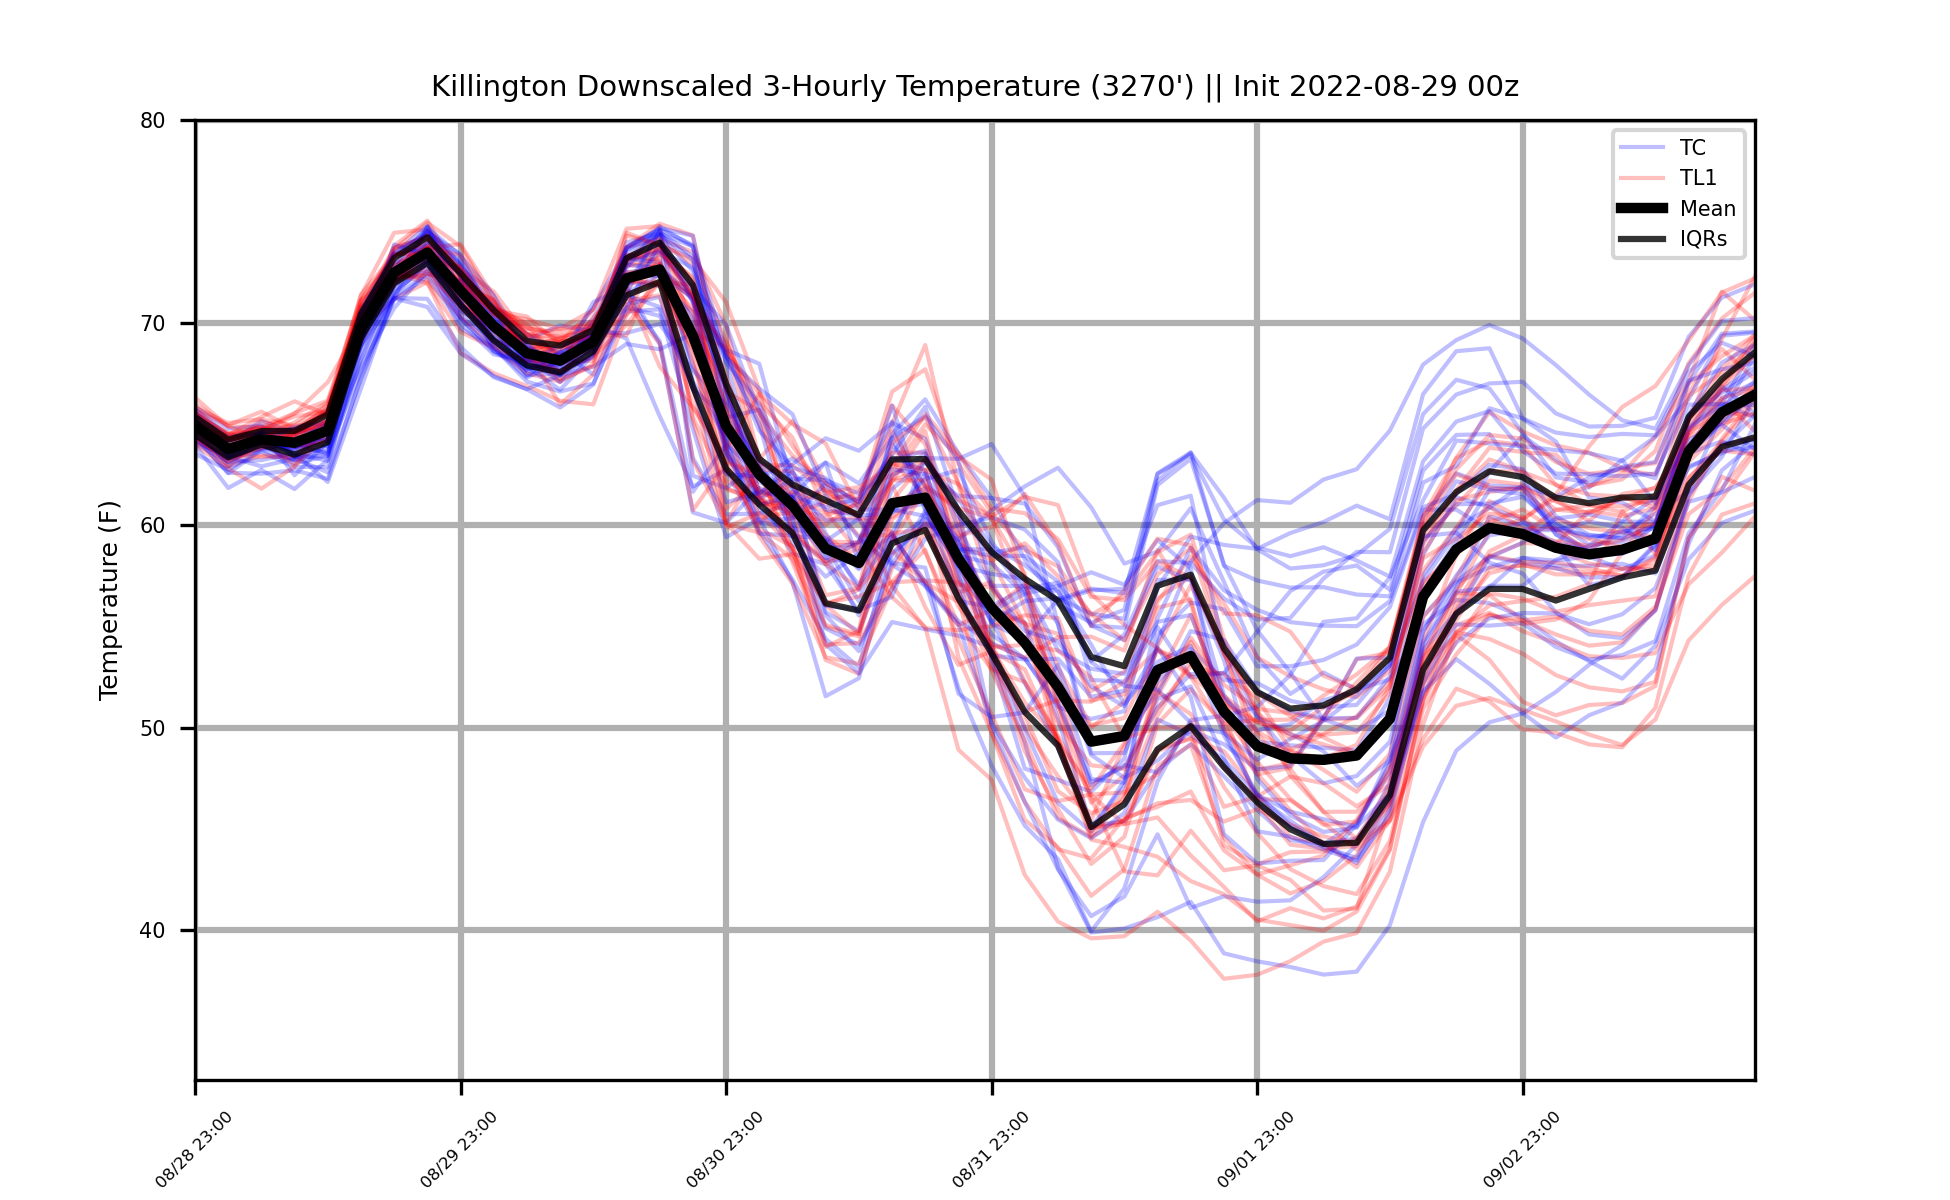 Killington Downscaled 3-Hourly Temperature (3270') || Init 2022-08-29 00z
80
70
60
50
40
Temperature (F)
TC
TL1
Mean
IQRs
08/28 23:00
08/29 23:00
08/30 23:00
08/31 23:00
09/01 23:00
09/02 23:00